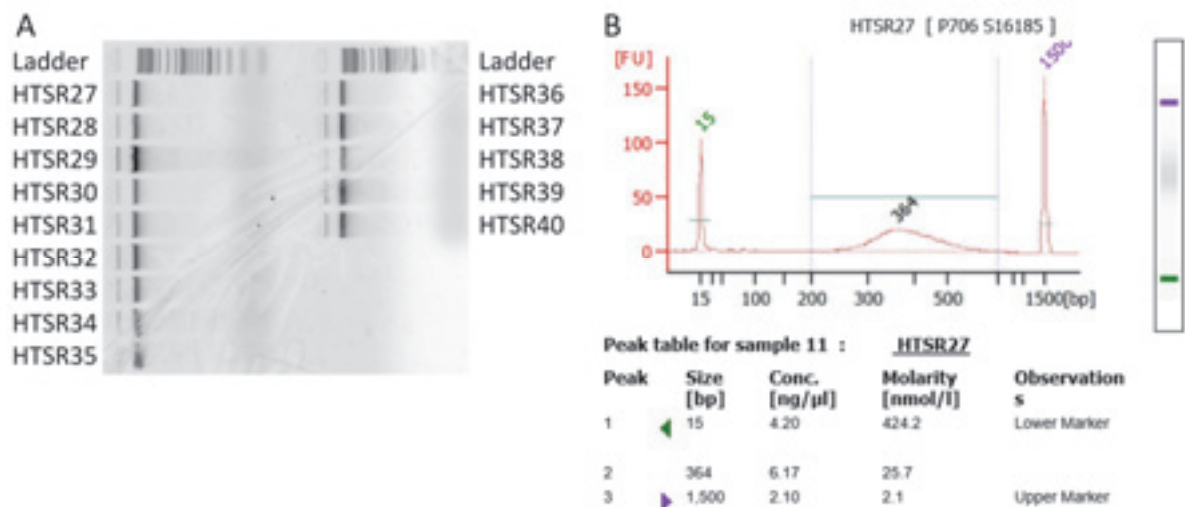 A
Ladder
HTSR27
HTSR28
HTSR29
HTSR30
HTSR31
HTSR32
HTSR33
HTSR34
HTSR35
Ladder
HTSR36
HTSR37
HTSR38
HTSR39
HTSR40
B
HTSR27 [ P706 S16185 ]
[FU]
150
100
50
0
15
364
1500
15 100 200 300 500 1500[bp]
Peak table for sample 11 : HTSR27
Peak Size [bp] Conc. [ng/µl] Molarity [nmol/l] Observation s
1 15 4.20 424.2 Lower Marker
2 364 6.17 25.7
3 1,500 2.10 2.1 Upper Marker